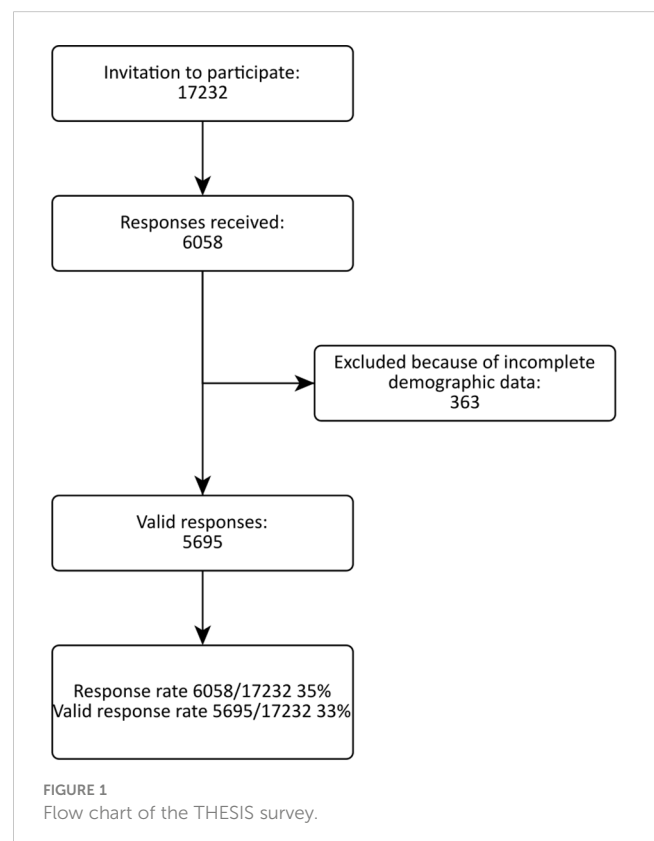 Invitation to participate:
17232
Responses received:
6058
Excluded because of incomplete
demographic data:
363
Valid responses:
5695
Response rate 6058/17232 35%
Valid response rate 5695/17232 33%
FIGURE 1
Flow chart of the THESIS survey.